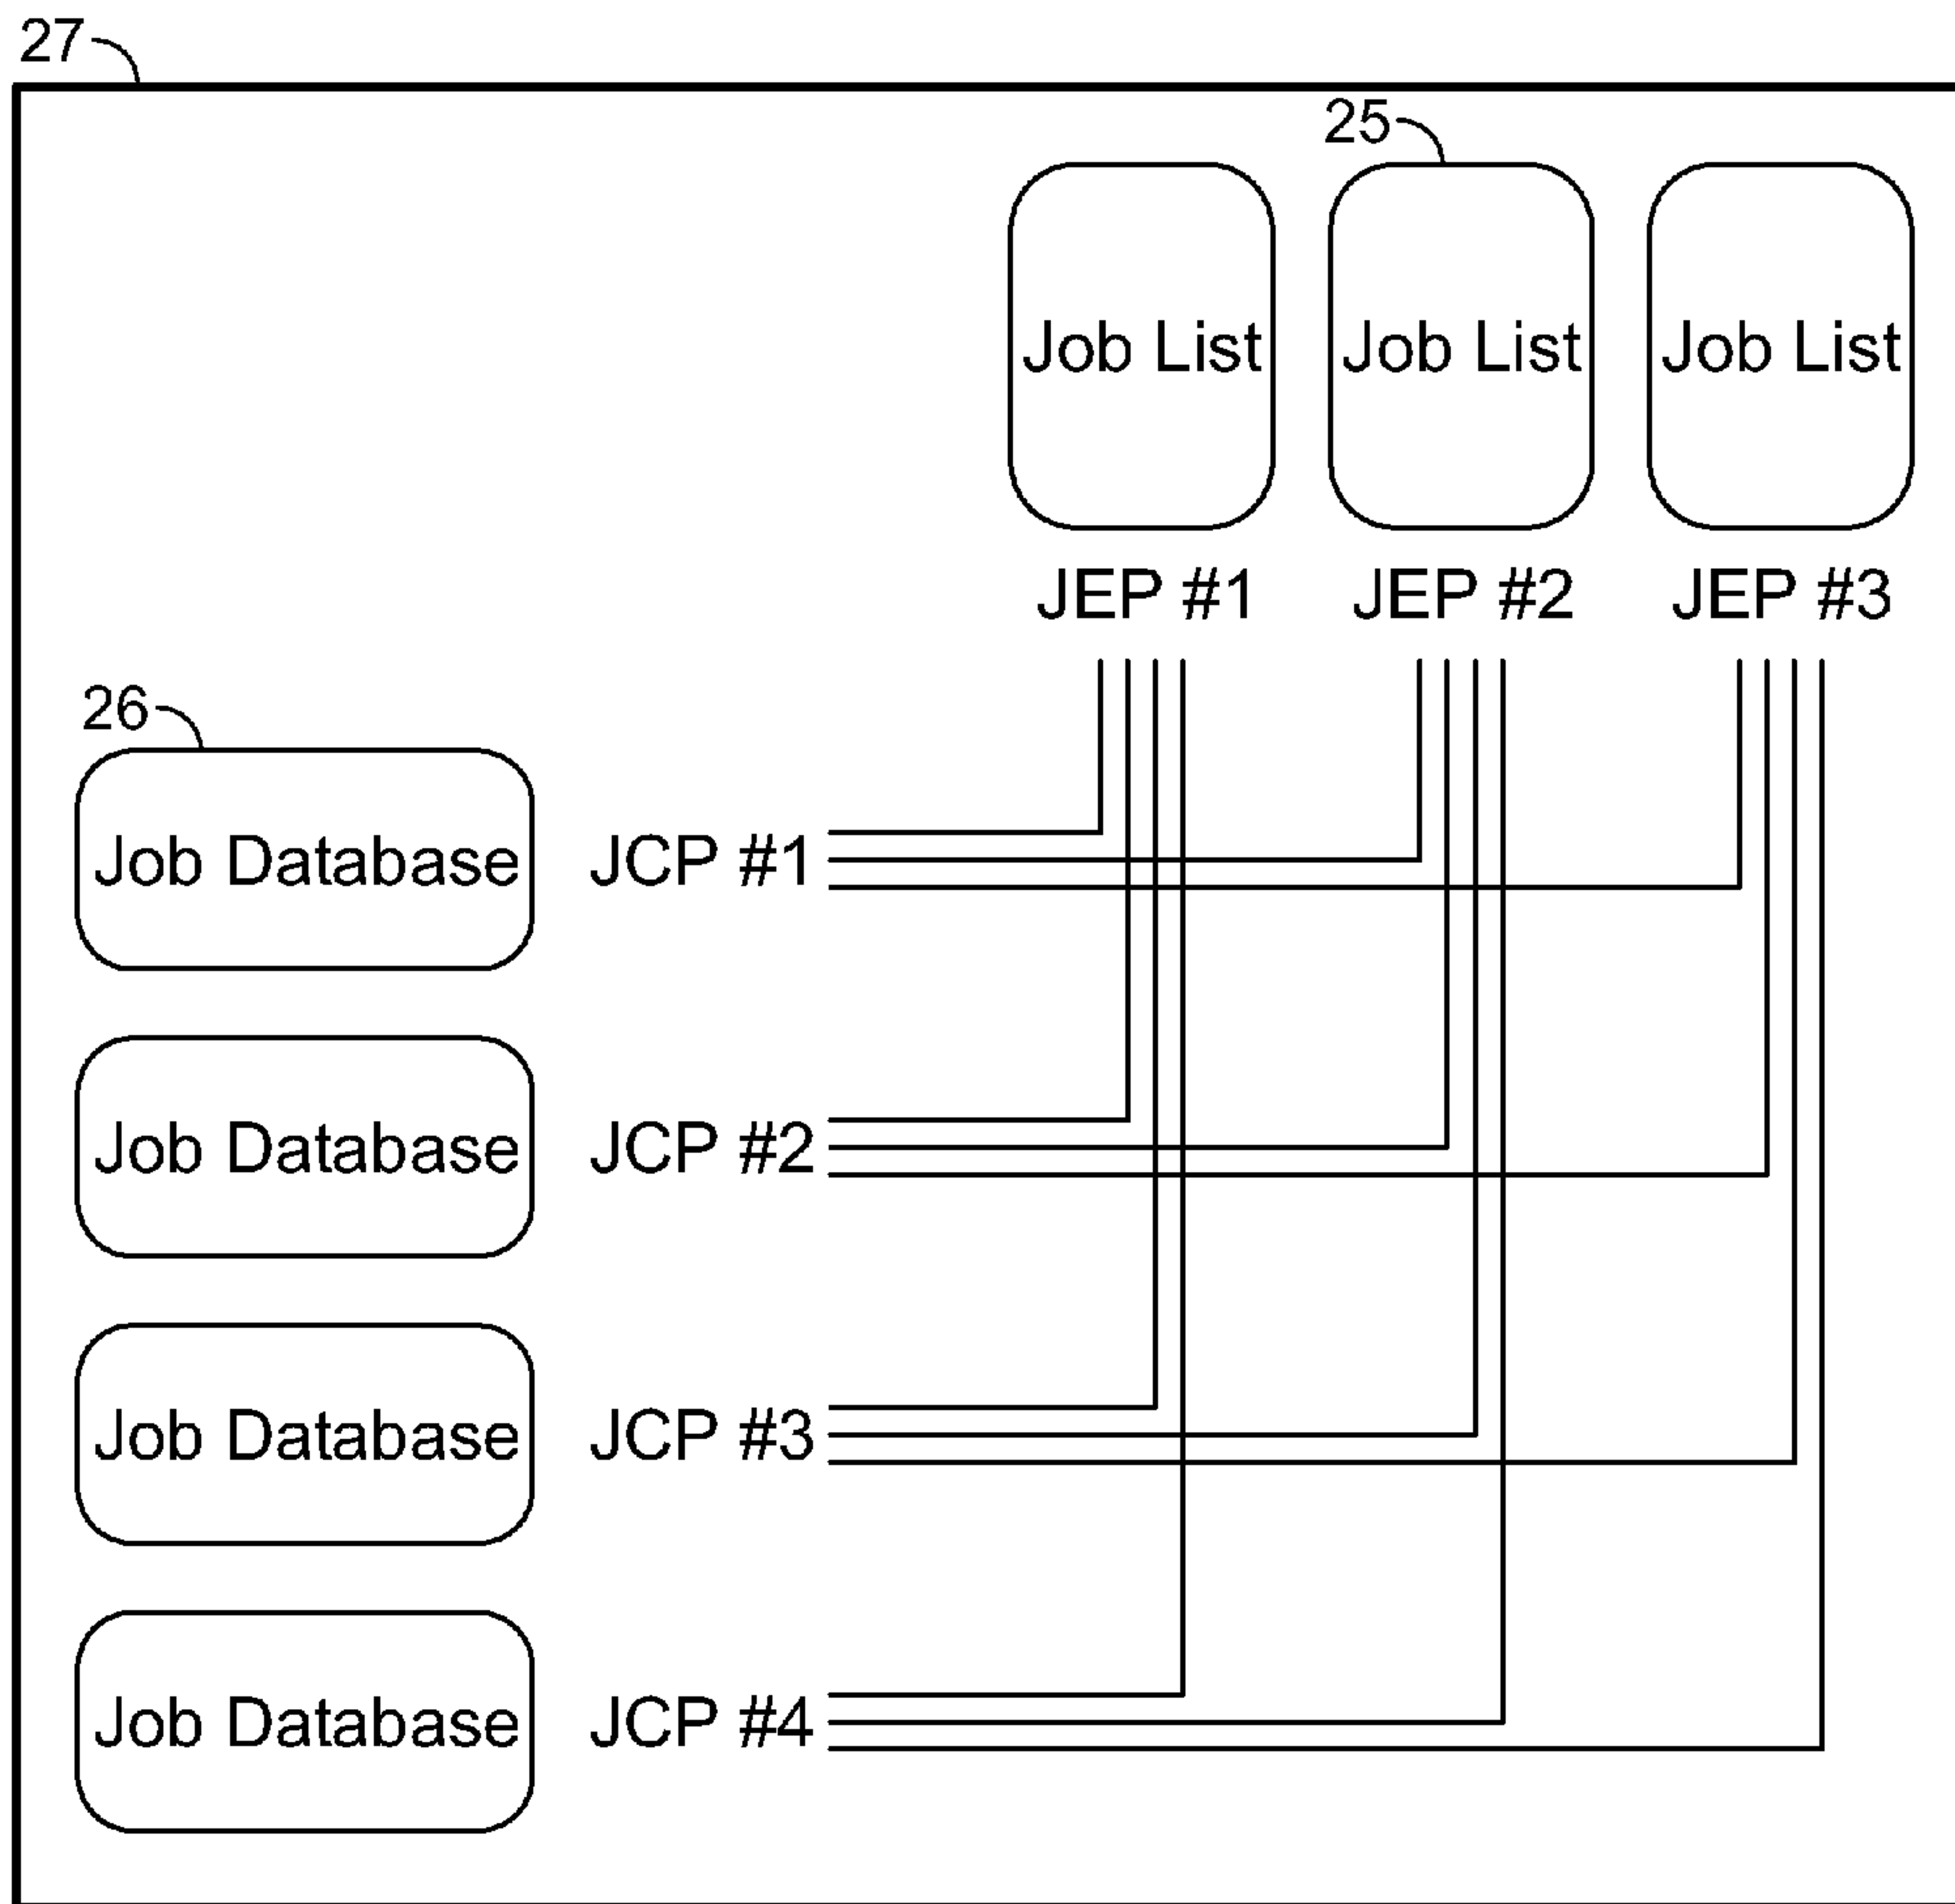 27
25
Job List Job List Job List
JEP #1 JEP #2 JEP #3
26
Job Database JCP #1
Job Database JCP #2
Job Database JCP #3
Job Database JCP #4